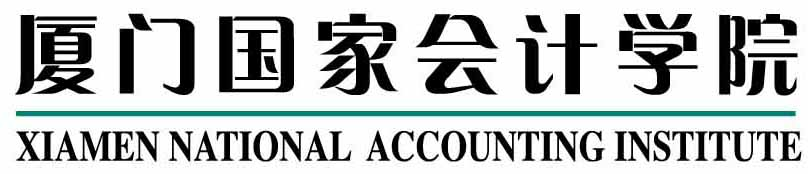 厦门国家会计学院
XIAMEN NATIONAL ACCOUNTING INSTITUTE